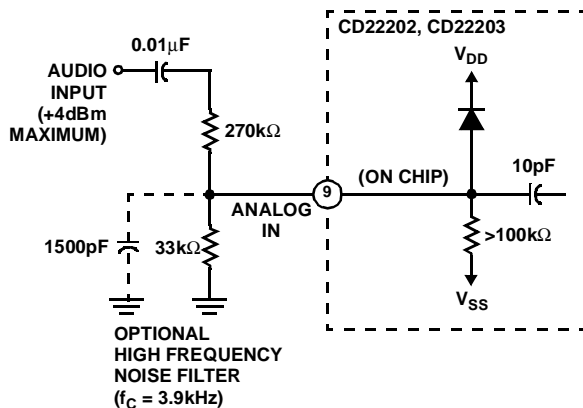 CD22202, CD22203
0.01µF
V_DD
AUDIO
INPUT
(+4dBm
MAXIMUM)
270kΩ
10pF
9
(ON CHIP)
ANALOG
IN
1500pF
33kΩ
>100kΩ
V_SS
OPTIONAL
HIGH FREQUENCY
NOISE FILTER
(f_C = 3.9kHz)